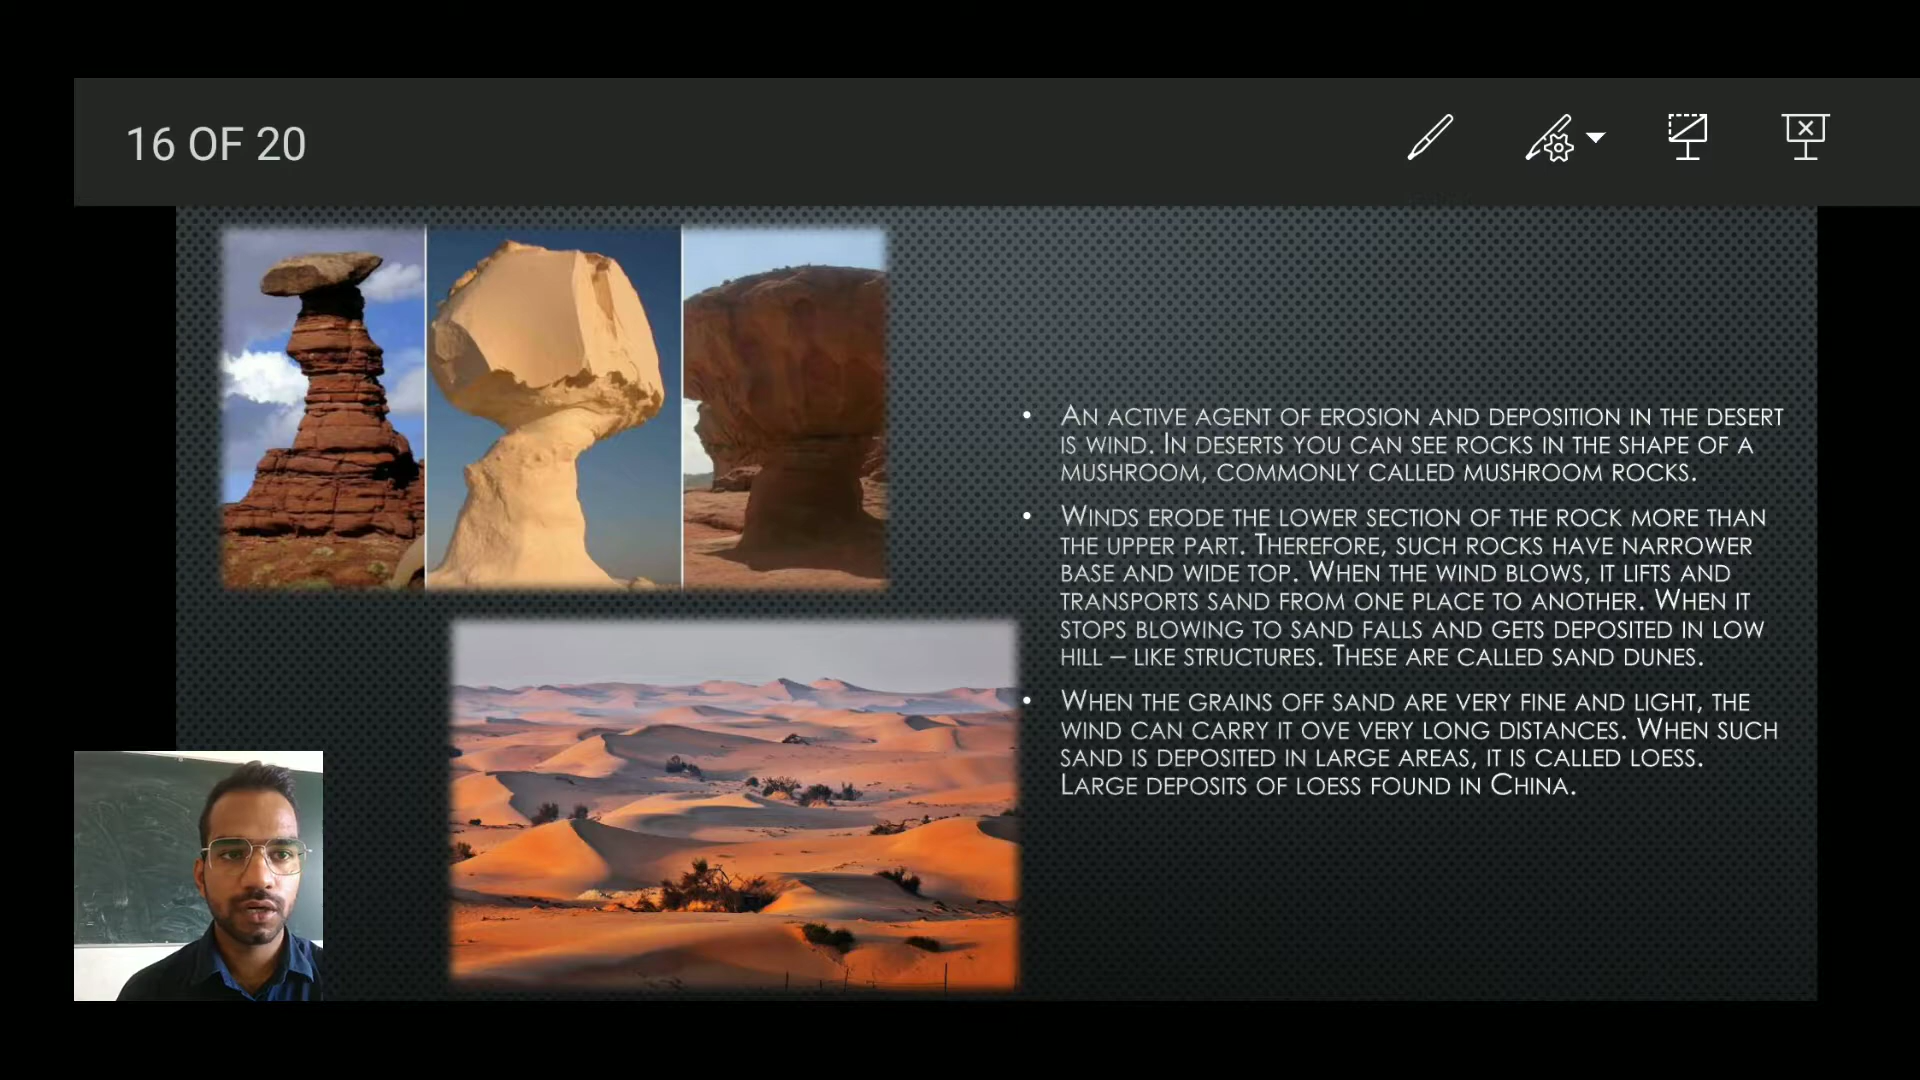 16 OF 20
• AN ACTIVE AGENT OF EROSION AND DEPOSITION IN THE DESERT
IS WIND. IN DESERTS YOU CAN SEE ROCKS IN THE SHAPE OF A
MUSHROOM, COMMONLY CALLED MUSHROOM ROCKS.
• WINDS ERODE THE LOWER SECTION OF THE ROCK MORE THAN
THE UPPER PART. THEREFORE, SUCH ROCKS HAVE NARROWER
BASE AND WIDE TOP. WHEN THE WIND BLOWS, IT LIFTS AND
TRANSPORTS SAND FROM ONE PLACE TO ANOTHER. WHEN IT
STOPS BLOWING TO SAND FALLS AND GETS DEPOSITED IN LOW
HILL – LIKE STRUCTURES. THESE ARE CALLED SAND DUNES.
• WHEN THE GRAINS OFF SAND ARE VERY FINE AND LIGHT, THE
WIND CAN CARRY IT OVE VERY LONG DISTANCES. WHEN SUCH
SAND IS DEPOSITED IN LARGE AREAS, IT IS CALLED LOESS.
LARGE DEPOSITS OF LOESS FOUND IN CHINA.